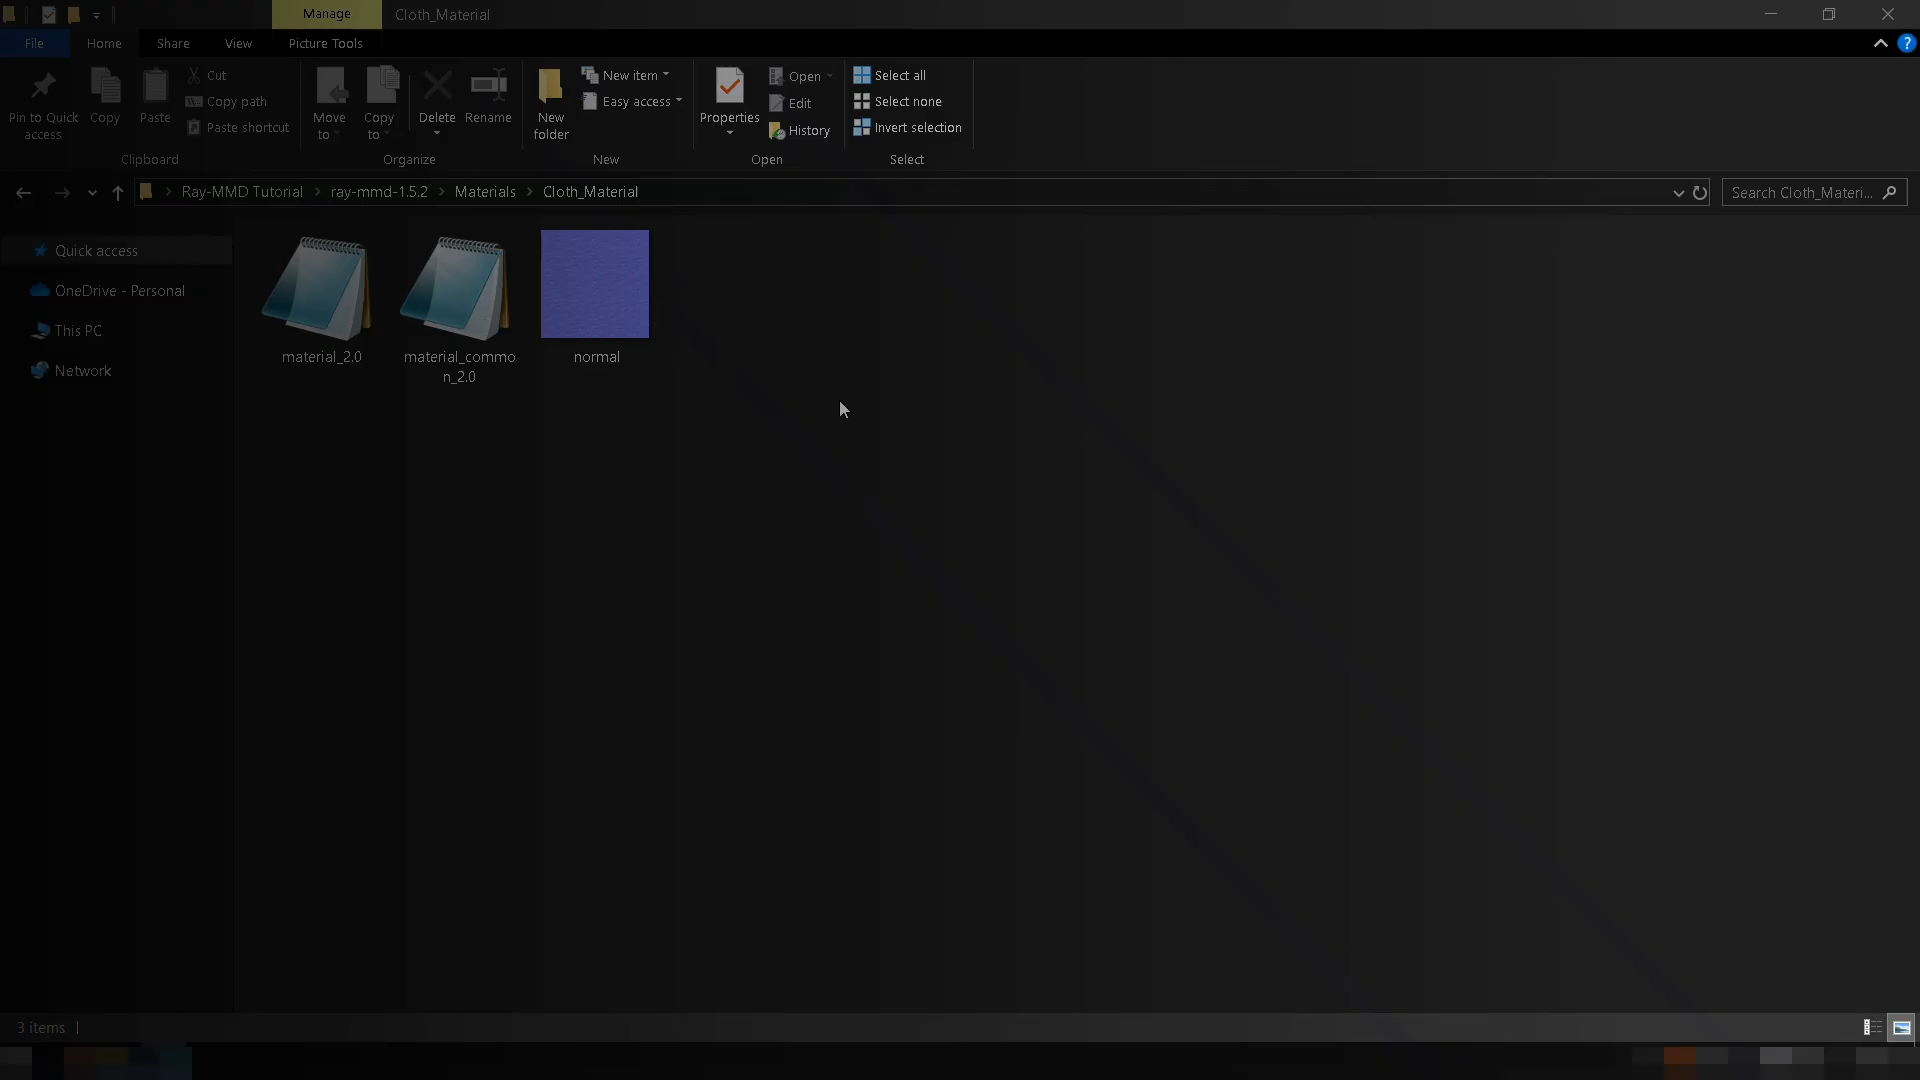 Manage
Cloth_Material
File
Home
Share
View
Picture Tools
Pin to Quick
access
Copy
Paste
Cut
Copy path
Paste shortcut
Clipboard
Move
to
Copy
to
Delete
Rename
Organize
New
folder
New item
Easy access
New
Properties
Open
Edit
History
Open
Select all
Select none
Invert selection
Select
Ray-MMD Tutorial
ray-mmd-1.5.2
Materials
Cloth_Material
Search Cloth_Materi...
Quick access
OneDrive - Personal
This PC
Network
material_2.0
material_commo
n_2.0
normal
3 items